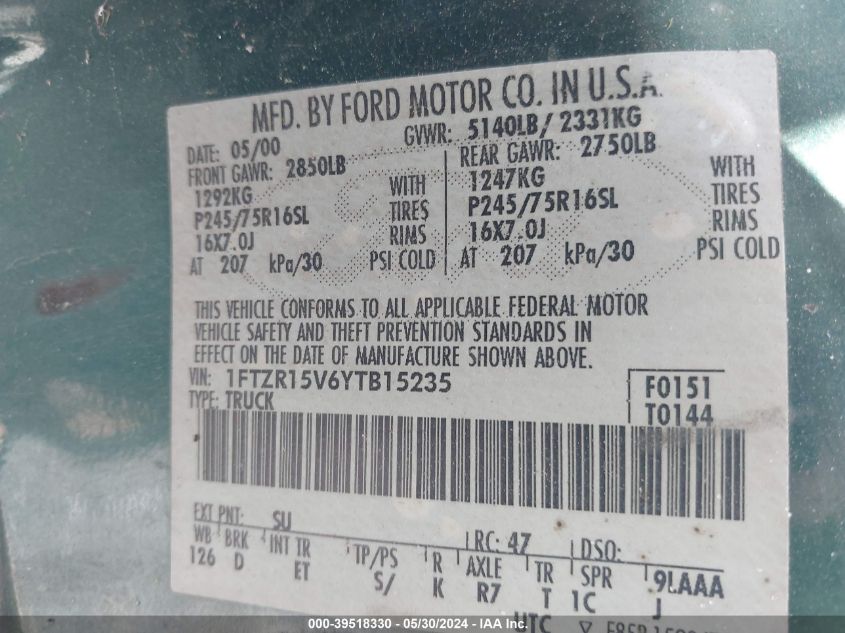 MFD. BY FORD MOTOR CO. IN U.S.A.
DATE: 05/00 GVWR: 5140LB/ 2331KG
FRONT GAWR: 2850LB REAR GAWR: 2750LB
1292KG WITH 1247KG WITH
P245/75R16SL TIRES P245/75R16SL TIRES
16X7.0J RIMS 16X7.0J RIMS
AT 207 kPa/30 PSI COLD AT 207 kPa/30 PSI COLD
THIS VEHICLE CONFORMS TO ALL APPLICABLE FEDERAL MOTOR
VEHICLE SAFETY AND THEFT PREVENTION STANDARDS IN
EFFECT ON THE DATE OF MANUFACTURE SHOWN ABOVE.
VIN: 1FTZR15V6YTB15235 F0151
TYPE: TRUCK T0144
EXT PNT: SU RC: 47 DSO:
WB BRK INT TR TP/PS R AXLE TR SPR 9LAAA
126 D ET S/ K R7 T 1C J
UTC
000-39518330 - 05/30/2024 - IAA Inc.